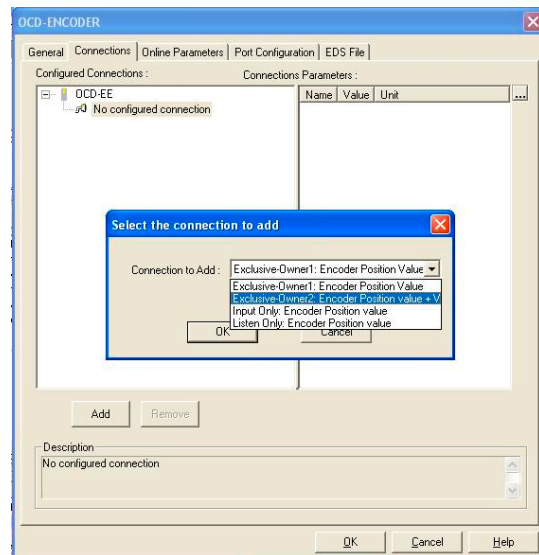 OCD-ENCODER
General Connections Online Parameters Port Configuration EDS File
Configured Connections : Connections Parameters :
OCD-EE
No configured connection
Name Value Unit ...
Select the connection to add
Connection to Add : Exclusive-Owner1: Encoder Position Value
Exclusive-Owner1: Encoder Position Value
Exclusive-Owner2: Encoder Position value + V
Input Only: Encoder Position value
Listen Only: Encoder Position value
OK Cancel
Add Remove
Description
No configured connection
OK Cancel Help